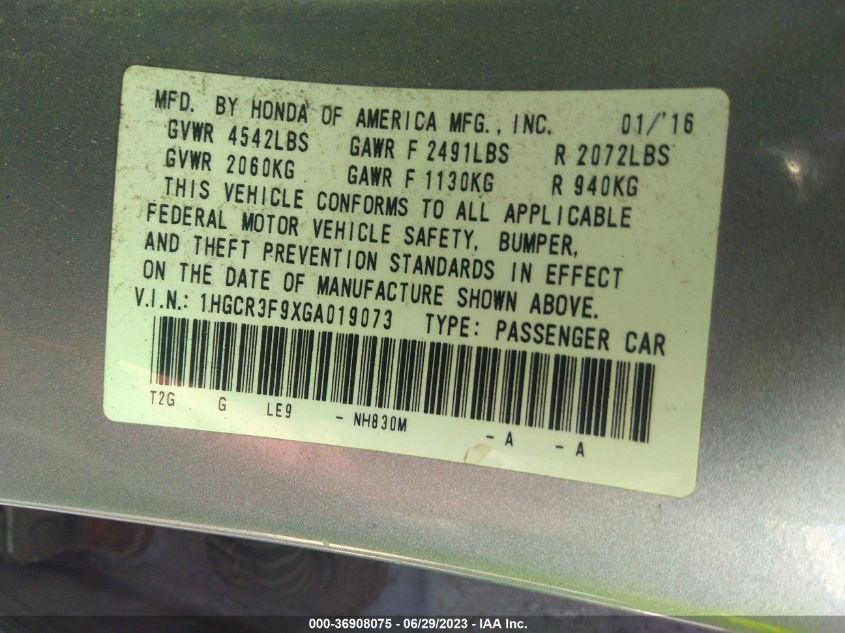 MFD. BY HONDA OF AMERICA MFG., INC. 01/'16
GVWR 4542LBS GAWR F 2491LBS R 2072LBS
GVWR 2060KG GAWR F 1130KG R 940KG
THIS VEHICLE CONFORMS TO ALL APPLICABLE
FEDERAL MOTOR VEHICLE SAFETY, BUMPER,
AND THEFT PREVENTION STANDARDS IN EFFECT
ON THE DATE OF MANUFACTURE SHOWN ABOVE.
V.I.N.: 1HGCR3F9XGA019073 TYPE: PASSENGER CAR
T2G G LE9 - NH830M - A - A
000-36908075 - 06/29/2023 - IAA Inc.